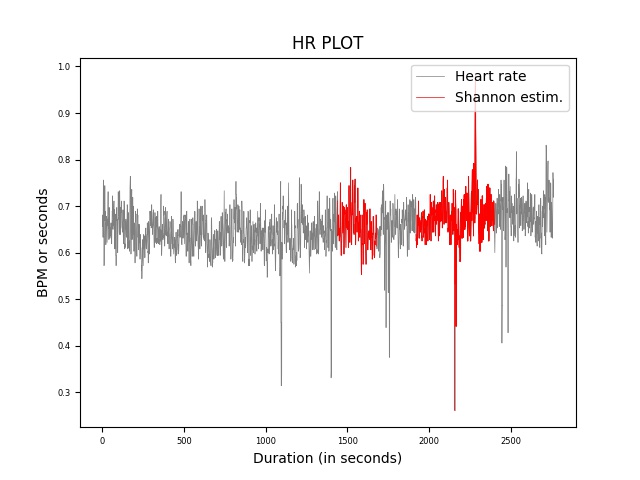 HR PLOT
Heart rate
Shannon estim.
1.0
0.9
0.8
0.7
0.6
0.5
0.4
0.3
BPM or seconds
0 500 1000 1500 2000 2500
Duration (in seconds)